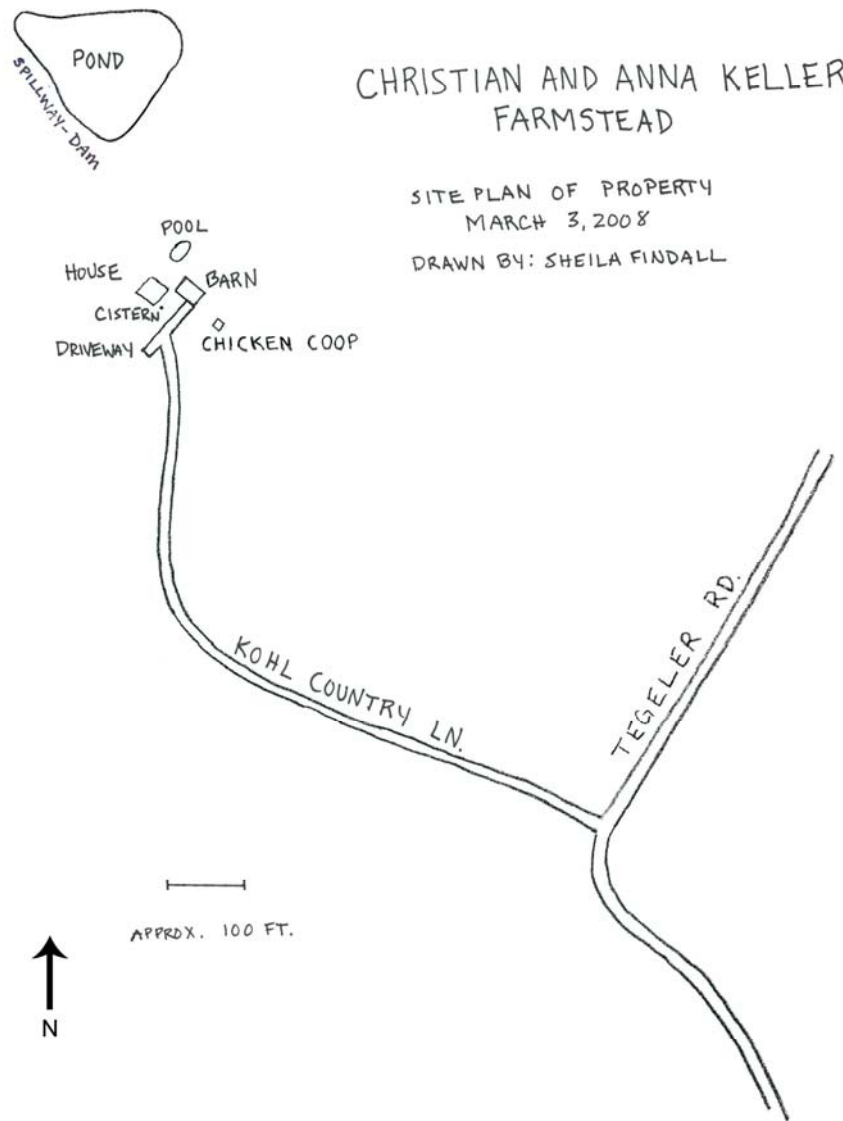 POND
SPILLWAY-DAM
CHRISTIAN AND ANNA KELLER
FARMSTEAD
SITE PLAN OF PROPERTY
MARCH 3, 2008
DRAWN BY: SHEILA FINDALL
POOL
HOUSE
BARN
CISTERN
DRIVEWAY
CHICKEN COOP
KOHL COUNTRY LN.
TEGELER RD.
APPROX. 100 FT.
N